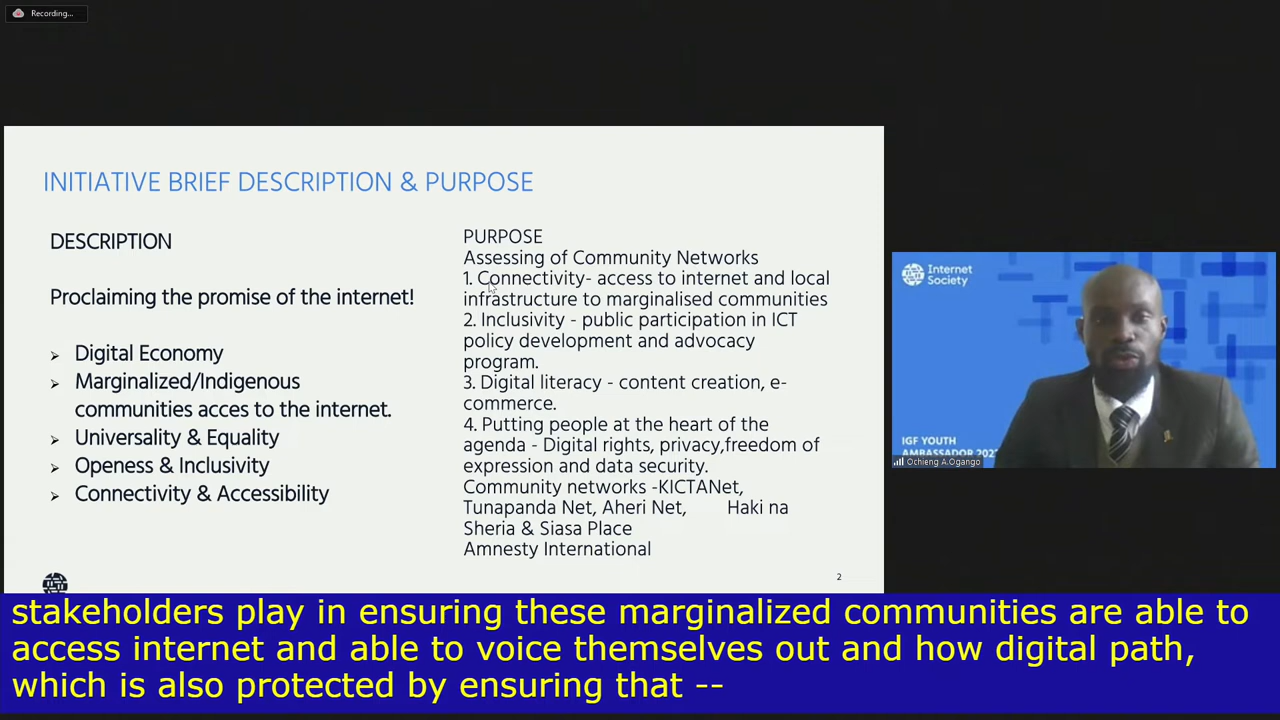 Recording...
INITIATIVE BRIEF DESCRIPTION & PURPOSE
DESCRIPTION
Proclaiming the promise of the internet!
Digital Economy
Marginalized/Indigenous
communities acces to the internet.
Universality & Equality
Openess & Inclusivity
Connectivity & Accessibility
PURPOSE
Assessing of Community Networks
1. Connectivity- access to internet and local
infrastructure to marginalised communities
2. Inclusivity - public participation in ICT
policy development and advocacy
program.
3. Digital literacy - content creation, e-
commerce.
4. Putting people at the heart of the
agenda - Digital rights, privacy,freedom of
expression and data security.
Community networks -KICTANet,
Tunapanda Net, Aheri Net, Haki na
Sheria & Siasa Place
Amnesty International
2
Internet
Society
IGF YOUTH
AMBASSADOR
Ochieng A.Ogango
stakeholders play in ensuring these marginalized communities are able to
access internet and able to voice themselves out and how digital path,
which is also protected by ensuring that --